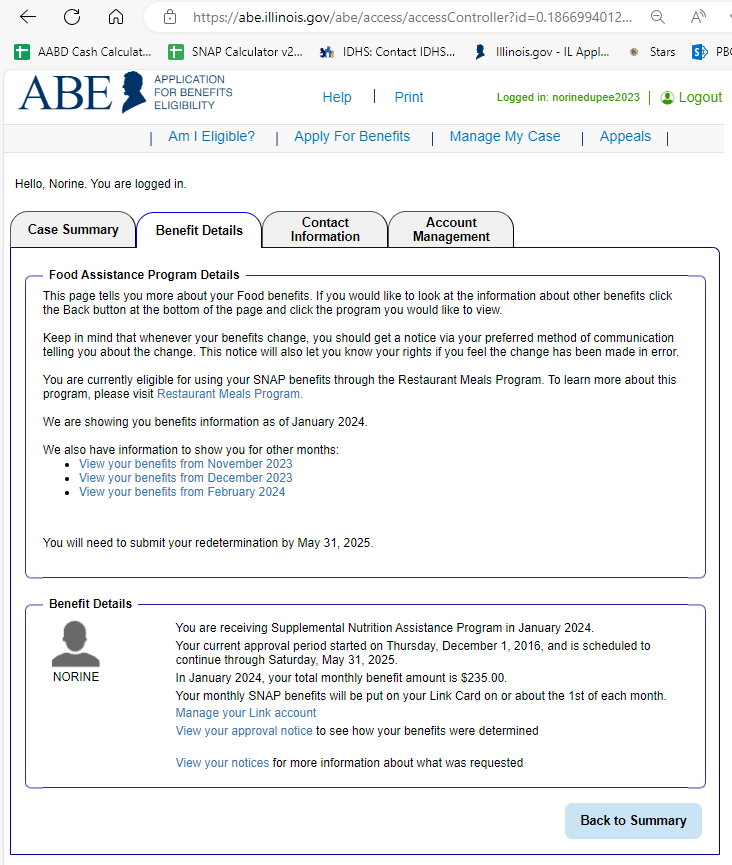 https://abe.illinois.gov/abe/access/accessController?id=0.1866994012...
AABD Cash Calculat... SNAP Calculator v2... IDHS: Contact IDHS... Illinois.gov - IL Appl... Stars PBC
ABE APPLICATION FOR BENEFITS ELIGIBILITY
Help | Print Logged in: norinedupee2023 | Logout
| Am I Eligible? | Apply For Benefits | Manage My Case | Appeals |
Hello, Norine. You are logged in.
Case Summary Benefit Details Contact Information Account Management
Food Assistance Program Details
This page tells you more about your Food benefits. If you would like to look at the information about other benefits click
the Back button at the bottom of the page and click the program you would like to view.
Keep in mind that whenever your benefits change, you should get a notice via your preferred method of communication
telling you about the change. This notice will also let you know your rights if you feel the change has been made in error.
You are currently eligible for using your SNAP benefits through the Restaurant Meals Program. To learn more about this
program, please visit Restaurant Meals Program.
We are showing you benefits information as of January 2024.
We also have information to show you for other months:
• View your benefits from November 2023
• View your benefits from December 2023
• View your benefits from February 2024
You will need to submit your redetermination by May 31, 2025.
Benefit Details
NORINE
You are receiving Supplemental Nutrition Assistance Program in January 2024.
Your current approval period started on Thursday, December 1, 2016, and is scheduled to
continue through Saturday, May 31, 2025.
In January 2024, your total monthly benefit amount is $235.00.
Your monthly SNAP benefits will be put on your Link Card on or about the 1st of each month.
Manage your Link account
View your approval notice to see how your benefits were determined
View your notices for more information about what was requested
Back to Summary